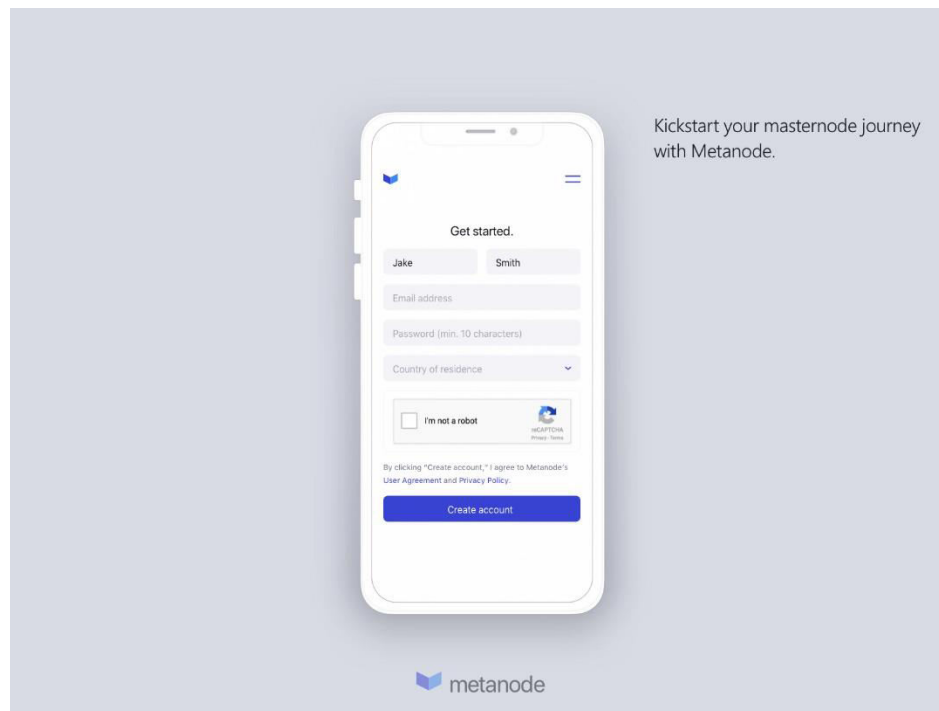 Kickstart your masternode journey
with Metanode.
Get started.
Jake
Smith
Email address
Password (min. 10 characters)
Country of residence
I'm not a robot
reCAPTCHA
Privacy - Terms
By clicking "Create account," I agree to Metanode's
User Agreement and Privacy Policy.
Create account
metanode